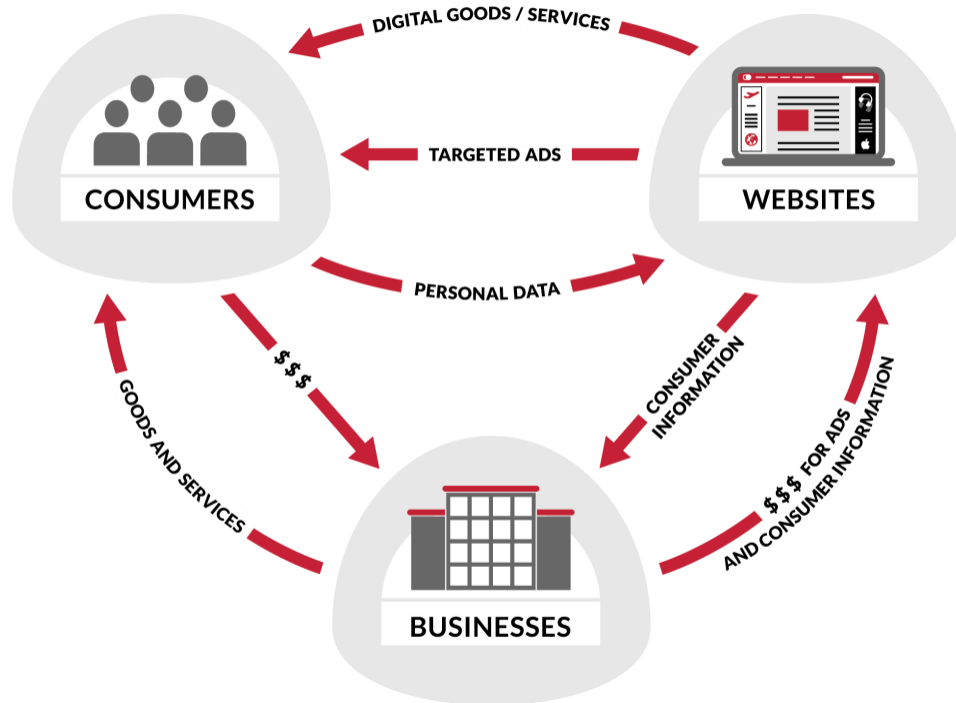 DIGITAL GOODS / SERVICES
TARGETED ADS
CONSUMERS
WEBSITES
PERSONAL DATA
$$$
CONSUMER
INFORMATION
GOODS AND SERVICES
$$$ FOR ADS
AND CONSUMER INFORMATION
BUSINESSES